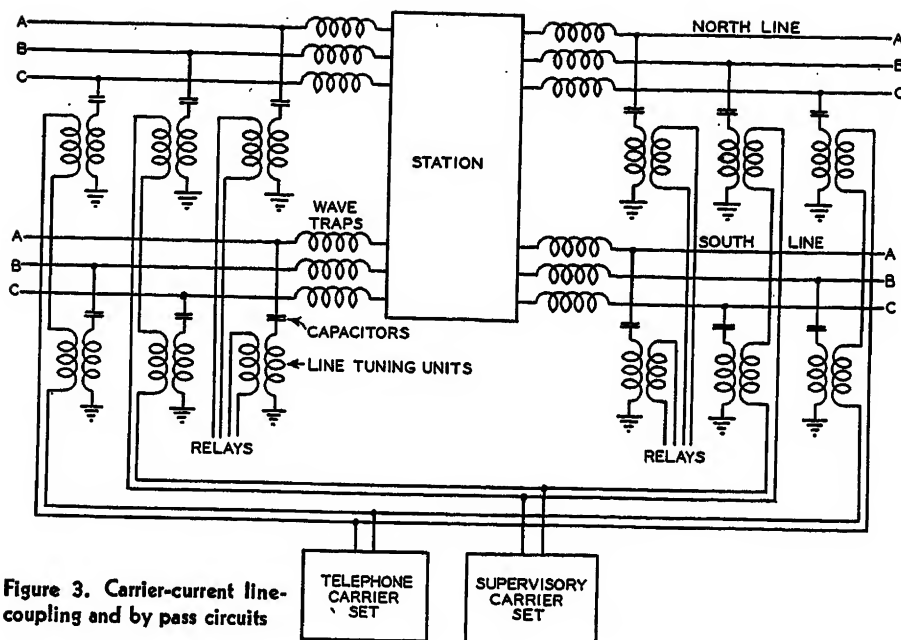 A
B
C
NORTH LINE
A
B
C
STATION
WAVE
TRAPS
A
B
C
SOUTH LINE
A
B
C
CAPACITORS
LINE TUNING UNITS
RELAYS
RELAYS
Figure 3. Carrier-current line-
coupling and by pass circuits
TELEPHONE
CARRIER
SET
SUPERVISORY
CARRIER
SET